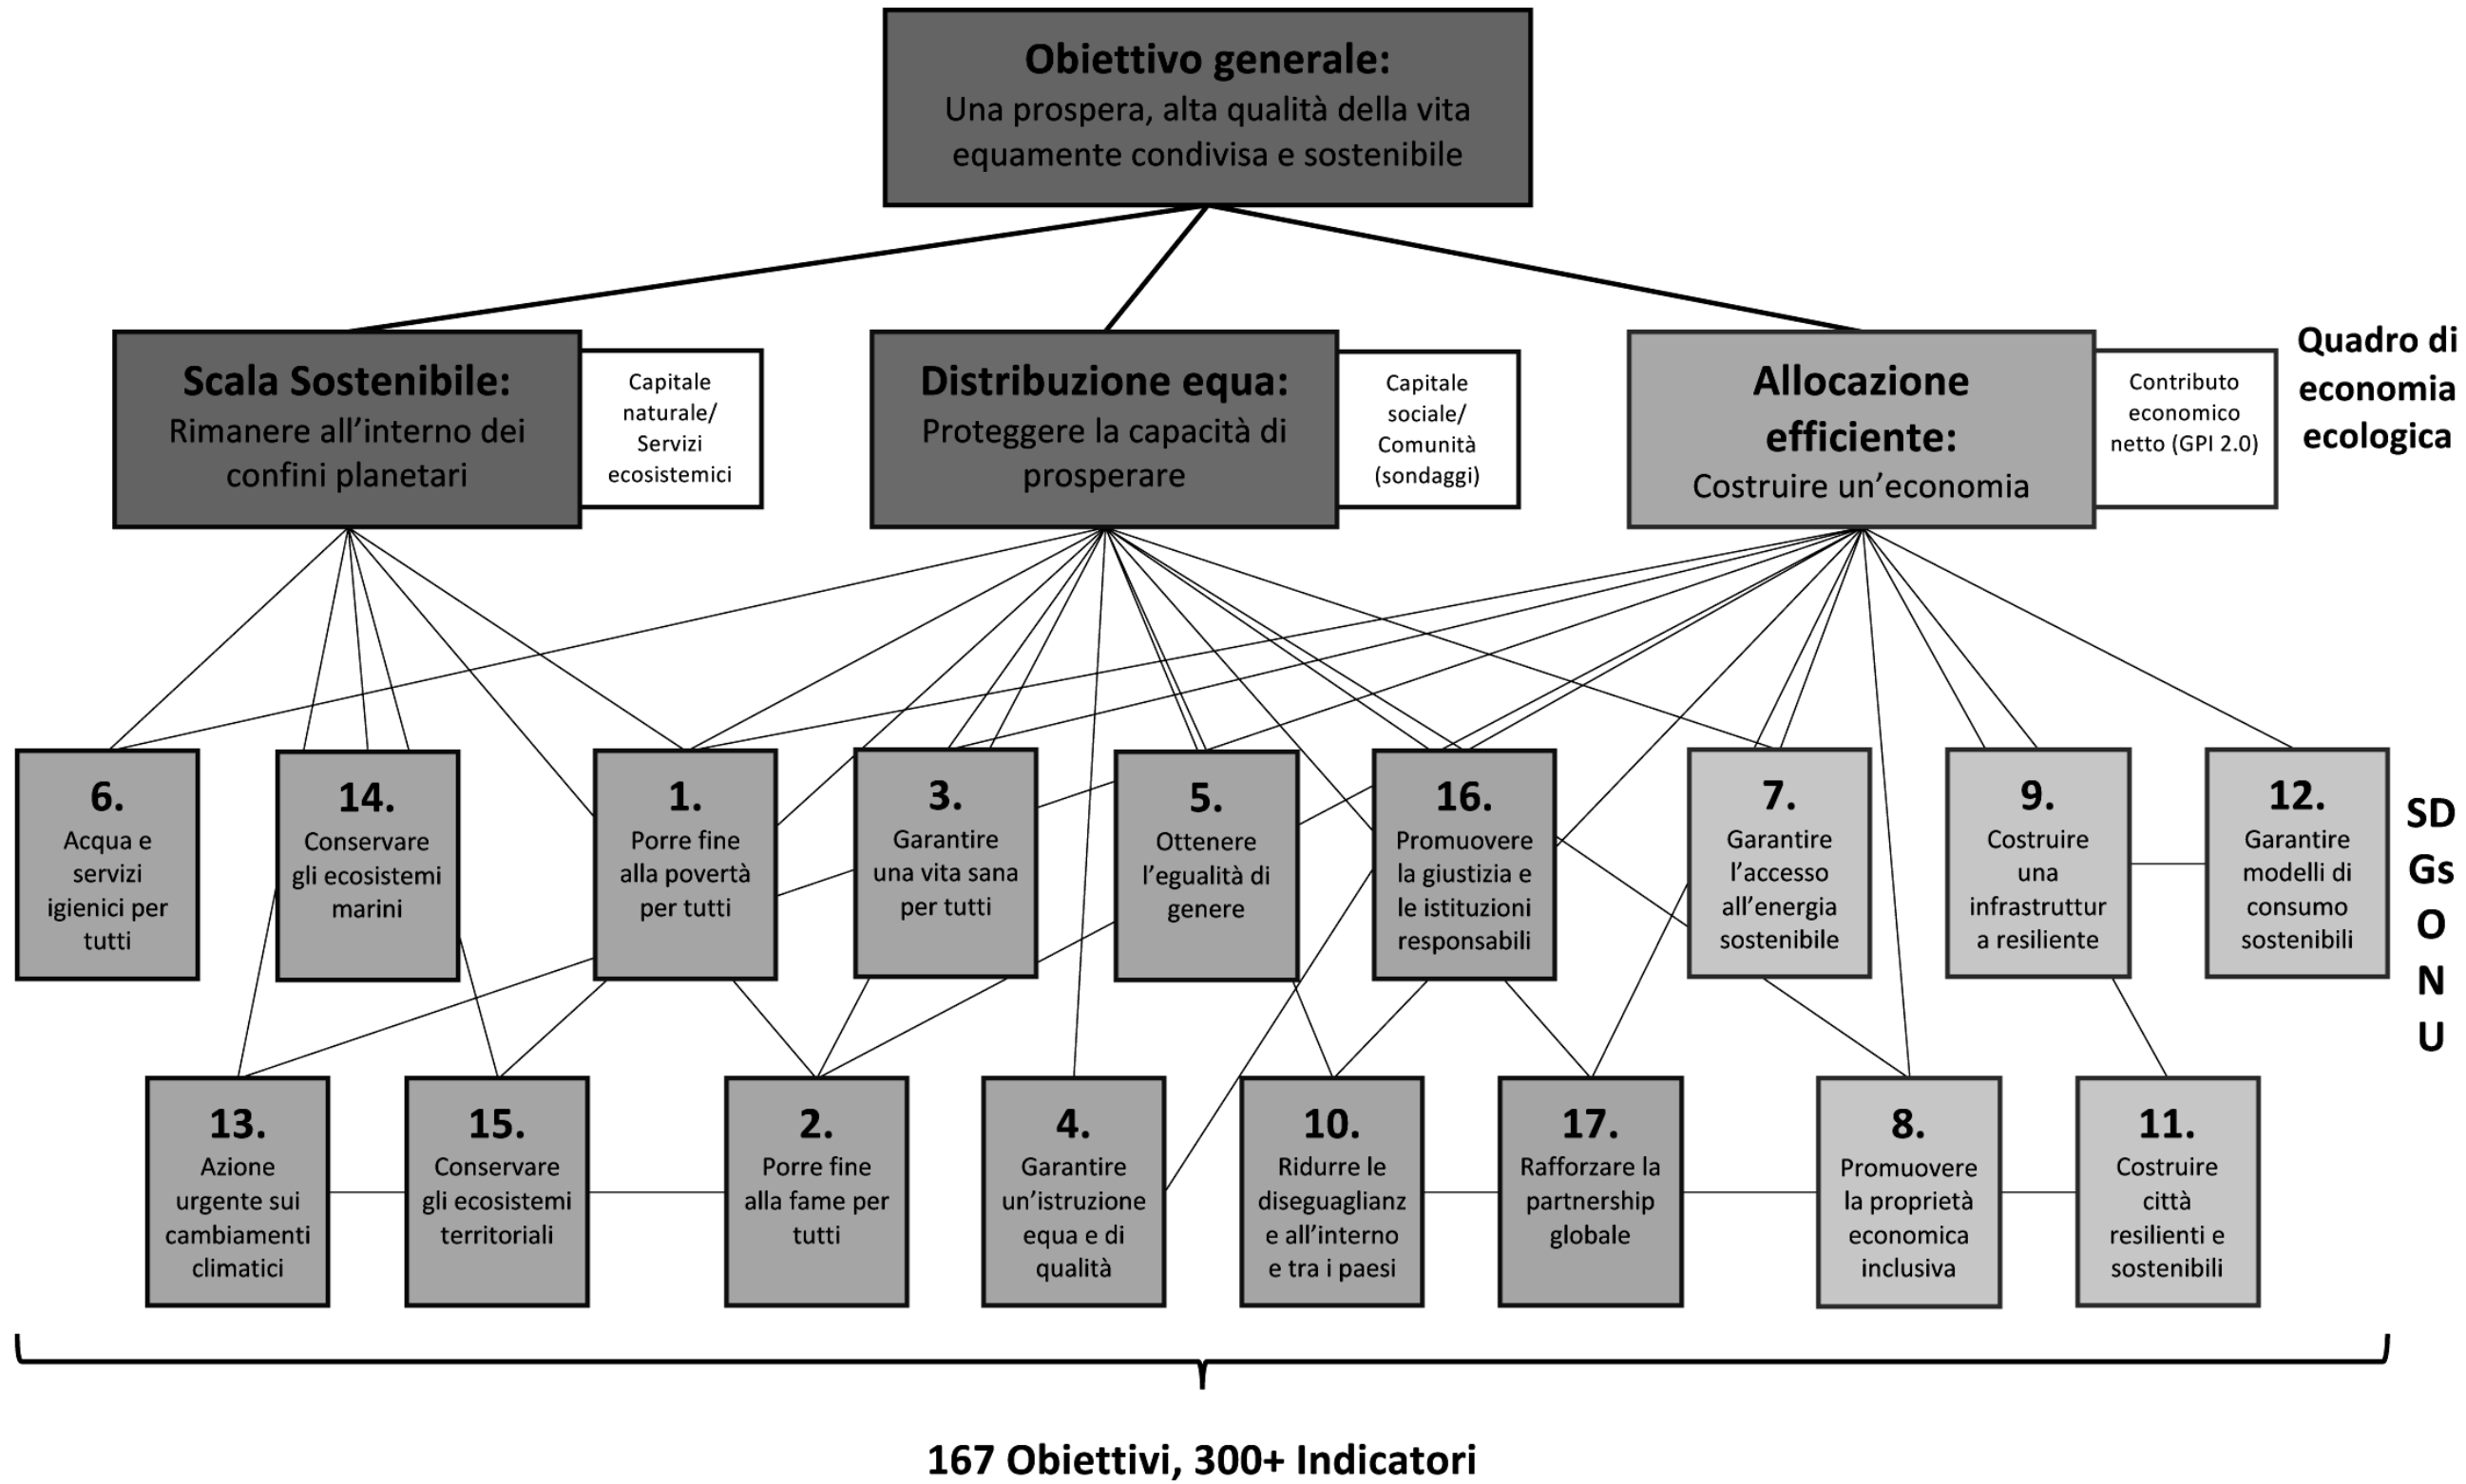 Obiettivo generale:
Una prospera, alta qualità della vita
equamente condivisa e sostenibile
Scala Sostenibile:
Rimanere all’interno dei
confini planetari
Capitale
naturale/
Servizi
ecosistemici
Distribuzione equa:
Proteggere la capacità di
prosperare
Capitale
sociale/
Comunità
(sondaggi)
Allocazione
efficiente:
Costruire un’economia
Contributo
economico
netto (GPI 2.0)
Quadro di
economia
ecologica
6.
Acqua e
servizi
igienici per
tutti
14.
Conservare
gli ecosistemi
marini
1.
Porre fine
alla povertà
per tutti
3.
Garantire
una vita sana
per tutti
5.
Ottenere
l’egualità di
genere
16.
Promuovere
la giustizia e
le istituzioni
responsabili
7.
Garantire
l’accesso
all’energia
sostenibile
9.
Costruire
una
infrastruttur
a resiliente
12.
Garantire
modelli di
consumo
sostenibili
SD
Gs
O
N
U
13.
Azione
urgente sui
cambiamenti
climatici
15.
Conservare
gli ecosistemi
territoriali
2.
Porre fine
alla fame per
tutti
4.
Garantire
un’istruzione
equa e di
qualità
10.
Ridurre le
diseguaglianz
e all’interno
e tra i paesi
17.
Rafforzare la
partnership
globale
8.
Promuovere
la proprietà
economica
inclusiva
11.
Costruire
città
resilienti e
sostenibili
167 Obiettivi, 300+ Indicatori